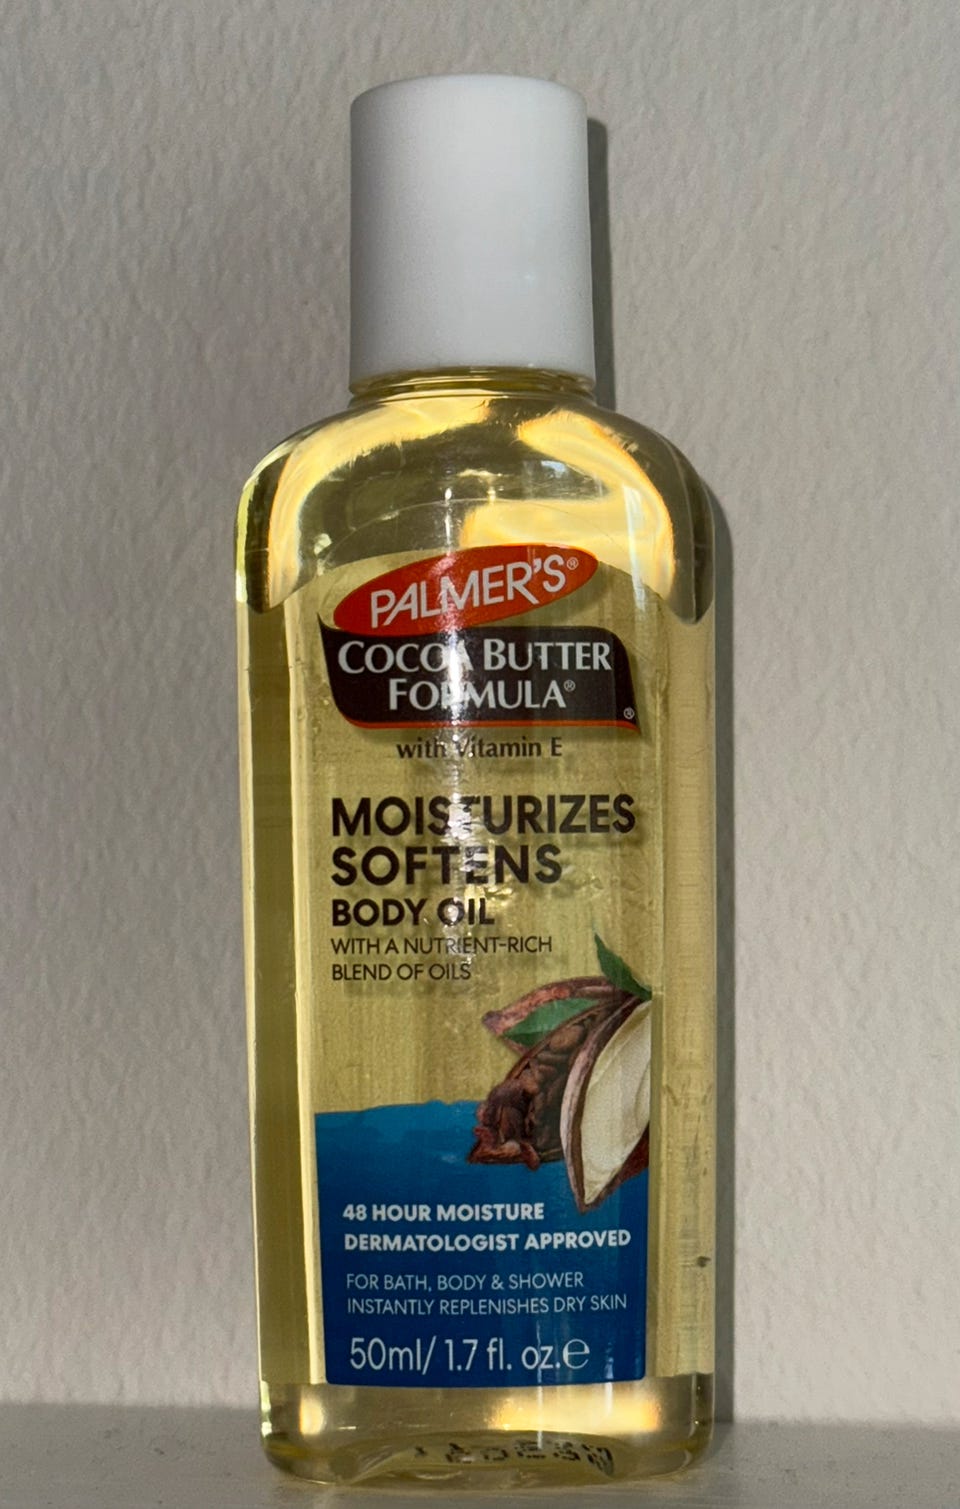 PALMER'S®
COCOA BUTTER
FORMULA®
®
with Vitamin E
MOISTURIZES
SOFTENS
BODY OIL
WITH A NUTRIENT-RICH
BLEND OF OILS
48 HOUR MOISTURE
DERMATOLOGIST APPROVED
FOR BATH, BODY & SHOWER
INSTANTLY REPLENISHES DRY SKIN
50ml/ 1.7 fl. oz.℮